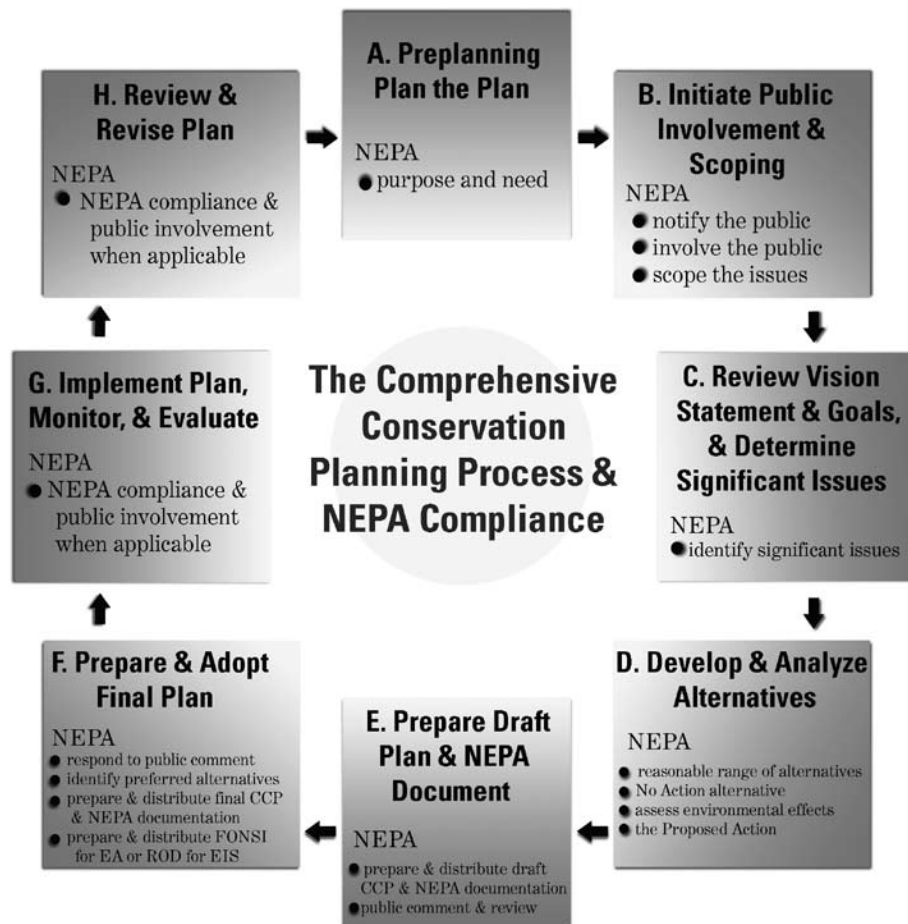 A. Preplanning
Plan the Plan
NEPA
● purpose and need
B. Initiate Public
Involvement &
Scoping
NEPA
● notify the public
● involve the public
● scope the issues
C. Review Vision
Statement & Goals,
& Determine
Significant Issues
NEPA
● identify significant issues
D. Develop & Analyze
Alternatives
NEPA
● reasonable range of alternatives
● No Action alternative
● assess environmental effects
● the Proposed Action
E. Prepare Draft
Plan & NEPA
Document
NEPA
● prepare & distribute draft
CCP & NEPA documentation
● public comment & review
F. Prepare & Adopt
Final Plan
NEPA
● respond to public comment
● identify preferred alternatives
● prepare & distribute final CCP
& NEPA documentation
● prepare & distribute FONSI
for EA or ROD for EIS
G. Implement Plan,
Monitor, & Evaluate
NEPA
● NEPA compliance &
public involvement
when applicable
H. Review &
Revise Plan
NEPA
● NEPA compliance &
public involvement
when applicable
The Comprehensive
Conservation
Planning Process &
NEPA Compliance